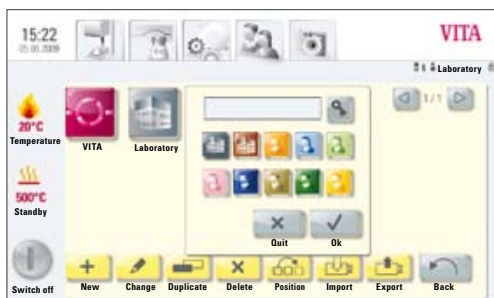 15:22
05.06.2009
VITA
Laboratory
1/1
20°C
Temperature
VITA
Laboratory
500°C
Standby
Quit
Ok
Switch off
New
Change
Duplicate
Delete
Position
Import
Export
Back